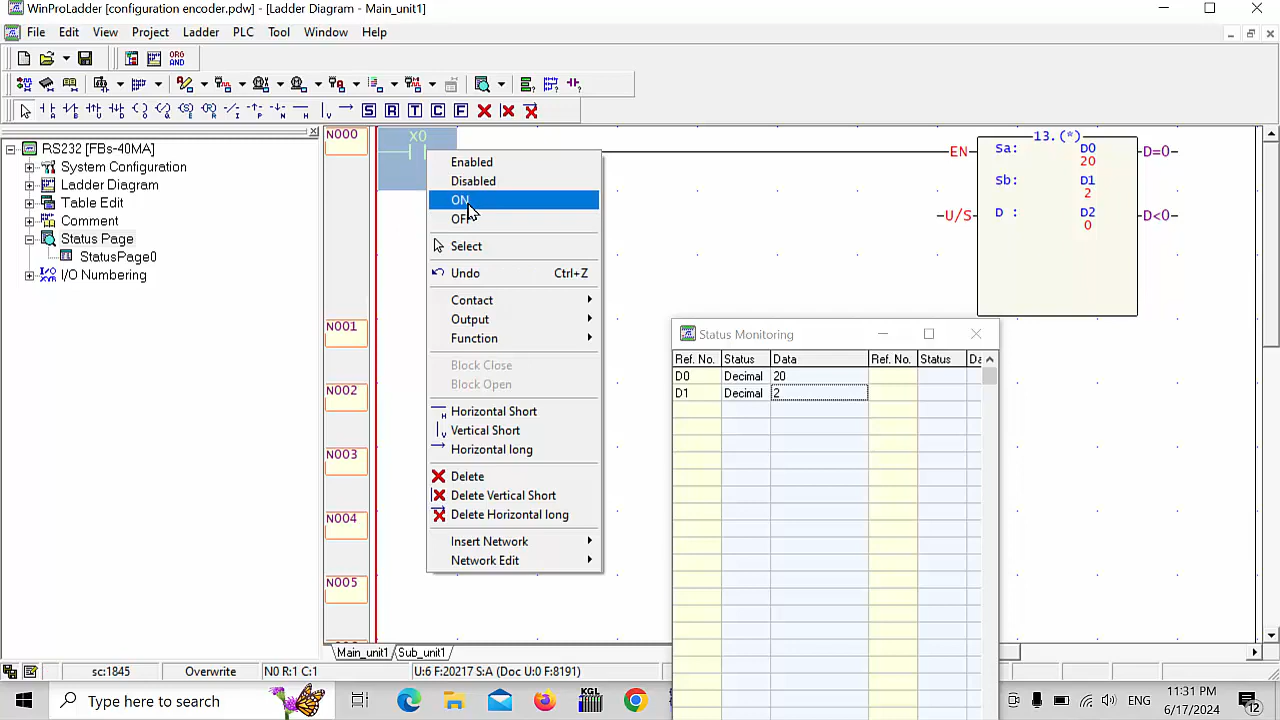 WinProLadder [configuration encoder.pdw] - [Ladder Diagram - Main_unit1]
File Edit View Project Ladder PLC Tool Window Help
ORG
AND
A B U D S R H V S R T C F
RS232 [FBs-40MA]
System Configuration
Ladder Diagram
Table Edit
Comment
Status Page
StatusPage0
I/O Numbering
N000
N001
N002
N003
N004
N005
X0
Enabled
Disabled
ON
OFF
Select
Undo Ctrl+Z
Contact
Output
Function
Block Close
Block Open
Horizontal Short
Vertical Short
Horizontal long
Delete
Delete Vertical Short
Delete Horizontal long
Insert Network
Network Edit
13.(*)
EN Sa: D0 D=0
20
Sb: D1
2
U/S D : D2 D<0
0
Status Monitoring
Ref. No. Status Data Ref. No. Status Da
D0 Decimal 20
D1 Decimal 2
Main_unit1 Sub_unit1
sc:1845 Overwrite N0 R:1 C:1 U:6 F:20217 S:A (Doc U:0 F:8191)
Type here to search
KGL
ENG
11:31 PM
6/17/2024
12